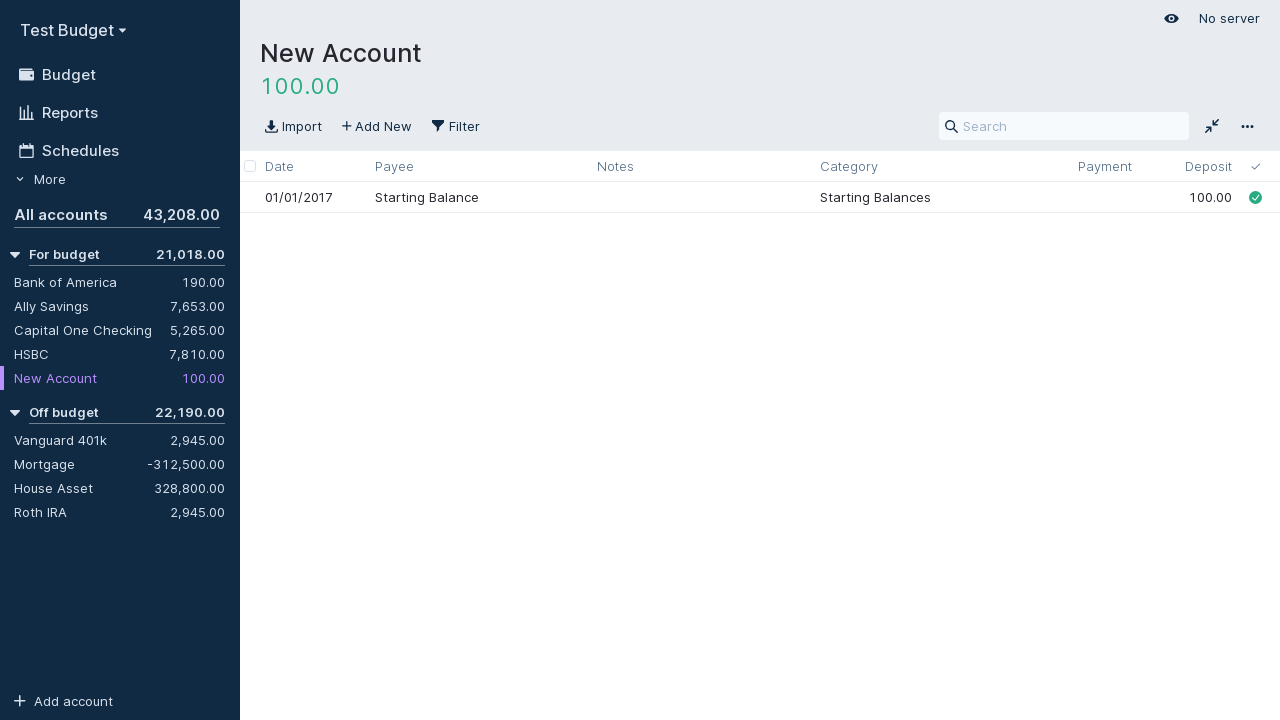 Test Budget
Budget
Reports
Schedules
More
All accounts 43,208.00
For budget 21,018.00
Bank of America 190.00
Ally Savings 7,653.00
Capital One Checking 5,265.00
HSBC 7,810.00
New Account 100.00
Off budget 22,190.00
Vanguard 401k 2,945.00
Mortgage -312,500.00
House Asset 328,800.00
Roth IRA 2,945.00
Add account
No server
New Account
100.00
Import Add New Filter Search
Date Payee Notes Category Payment Deposit
01/01/2017 Starting Balance Starting Balances 100.00